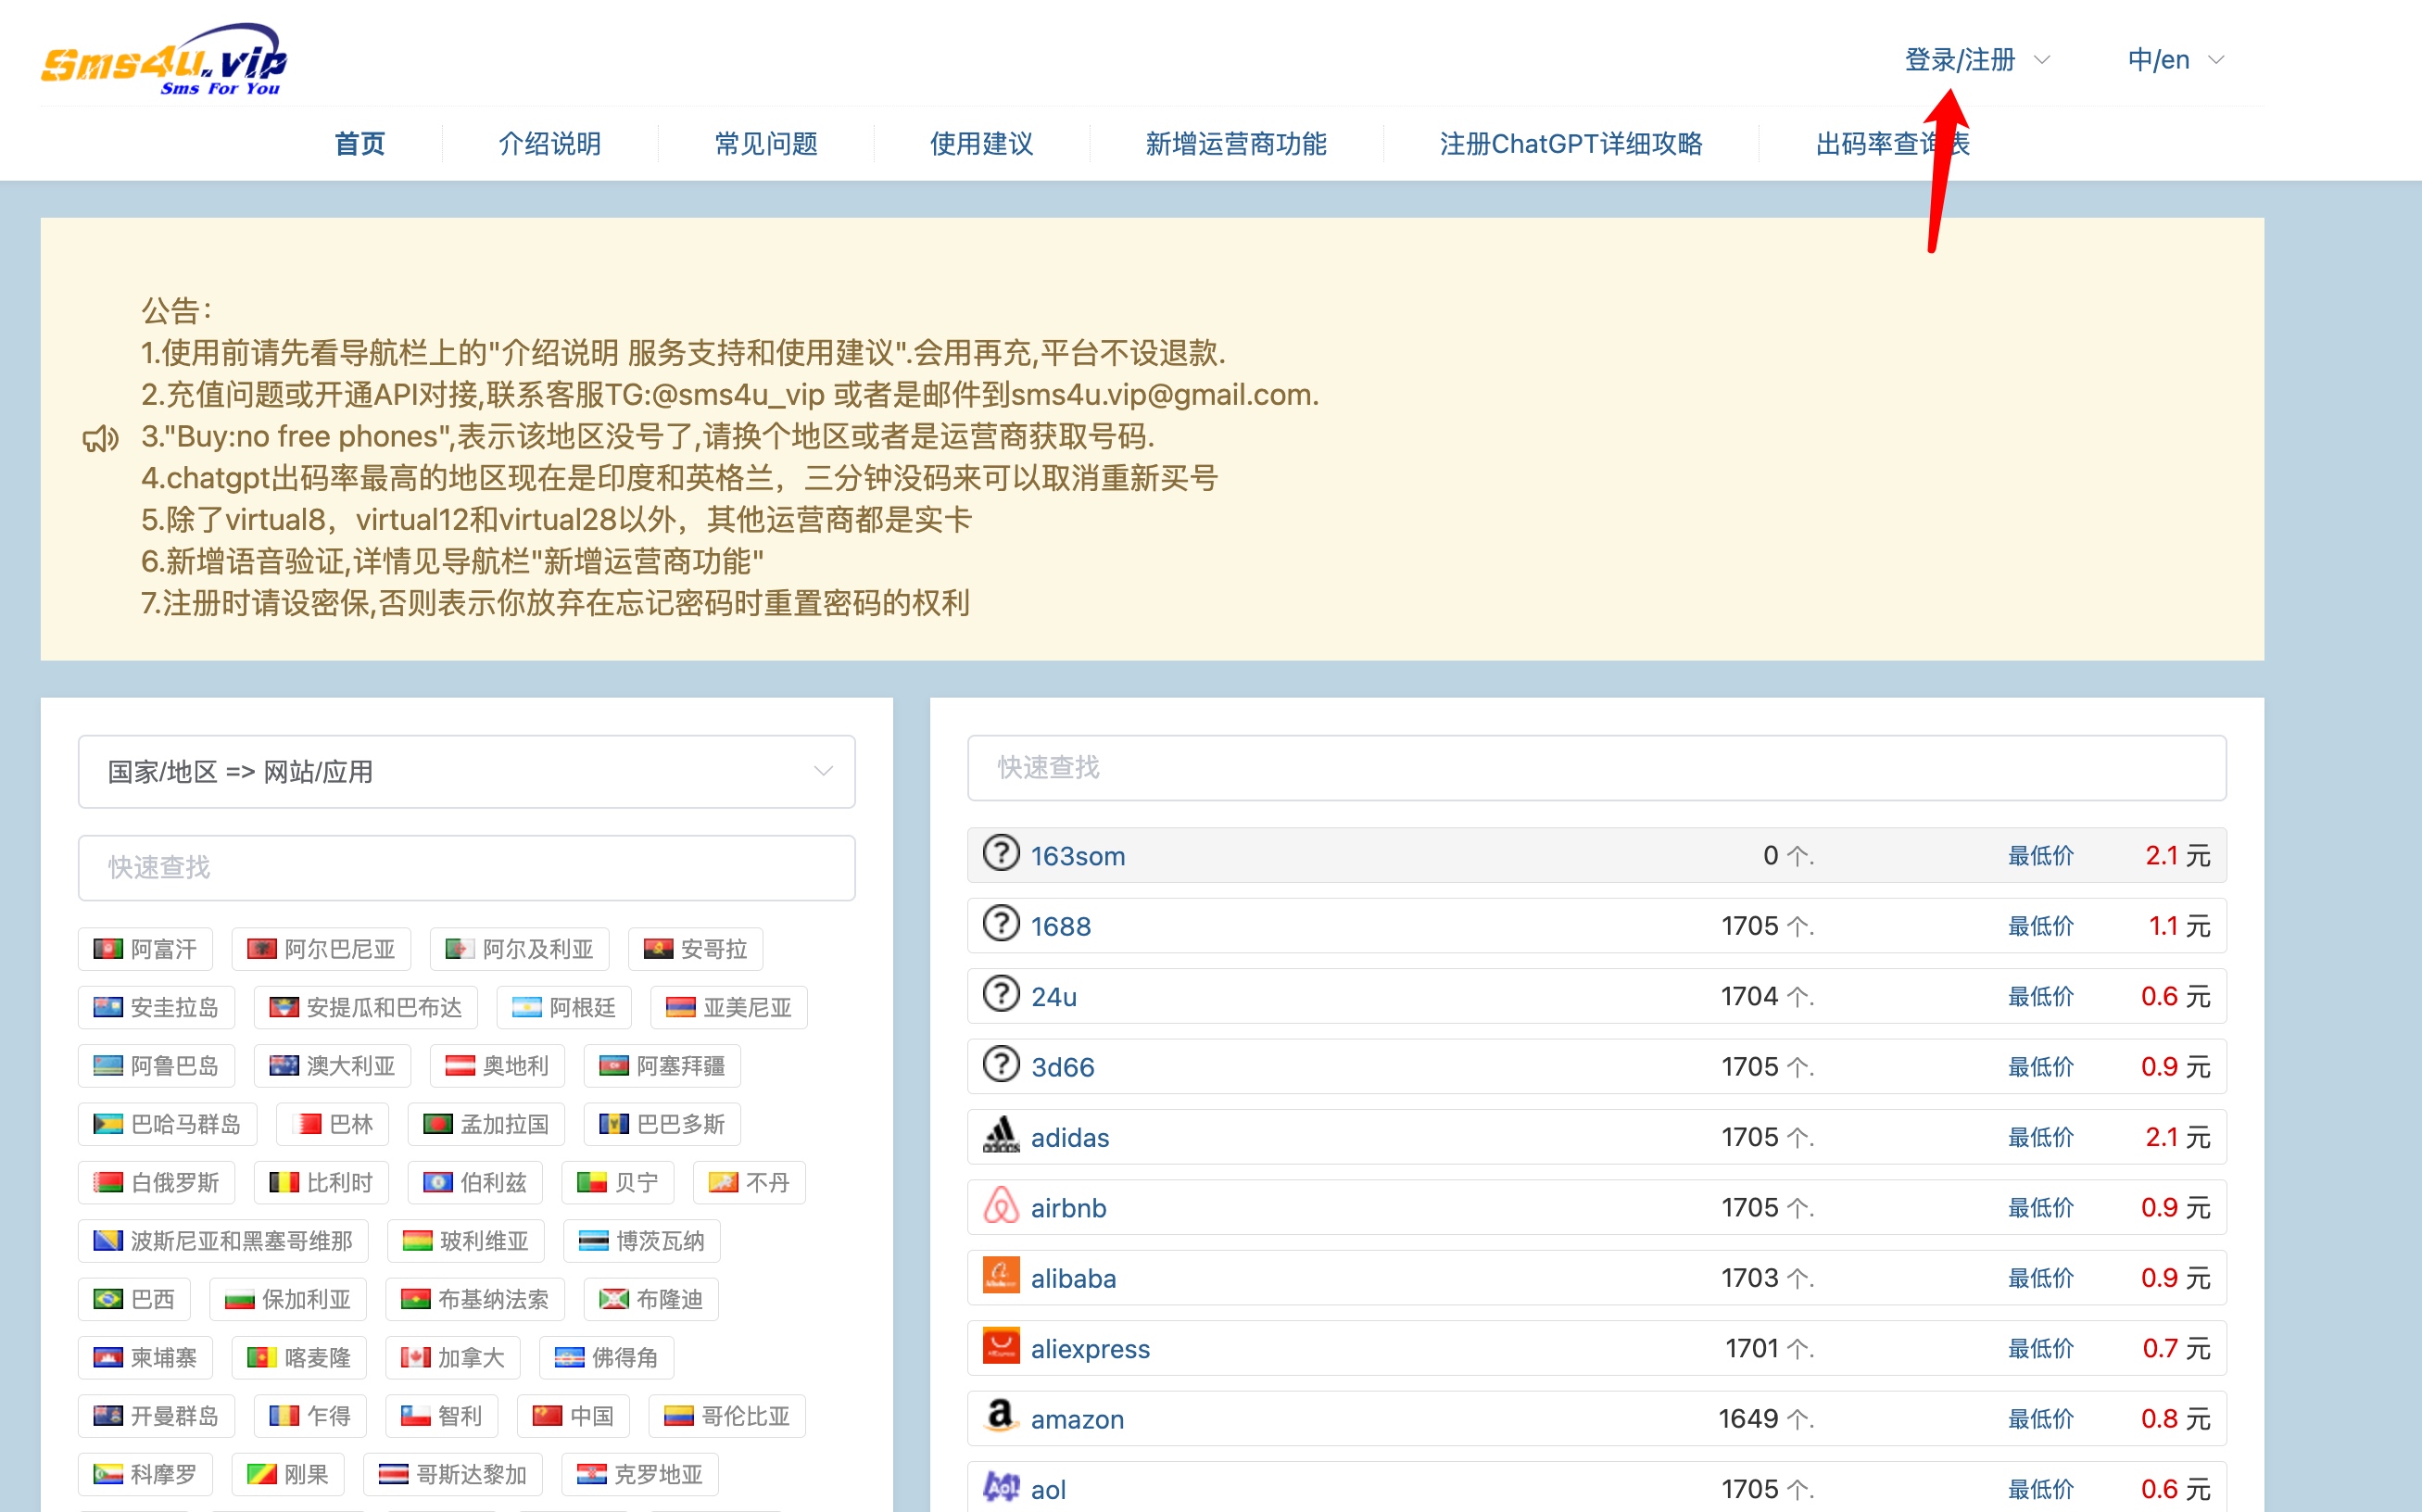 Sms4u.vip
Sms For You
登录/注册
中/en
首页
介绍说明
常见问题
使用建议
新增运营商功能
注册ChatGPT详细攻略
出码率查询表
公告：
1.使用前请先看导航栏上的"介绍说明 服务支持和使用建议".会用再充,平台不设退款.
2.充值问题或开通API对接,联系客服TG:@sms4u_vip 或者是邮件到sms4u.vip@gmail.com.
3."Buy:no free phones",表示该地区没号了,请换个地区或者是运营商获取号码.
4.chatgpt出码率最高的地区现在是印度和英格兰，三分钟没码来可以取消重新买号
5.除了virtual8，virtual12和virtual28以外，其他运营商都是实卡
6.新增语音验证,详情见导航栏"新增运营商功能"
7.注册时请设密保,否则表示你放弃在忘记密码时重置密码的权利
国家/地区 => 网站/应用
快速查找
阿富汗 阿尔巴尼亚 阿尔及利亚 安哥拉
安圭拉岛 安提瓜和巴布达 阿根廷 亚美尼亚
阿鲁巴岛 澳大利亚 奥地利 阿塞拜疆
巴哈马群岛 巴林 孟加拉国 巴巴多斯
白俄罗斯 比利时 伯利兹 贝宁 不丹
波斯尼亚和黑塞哥维那 玻利维亚 博茨瓦纳
巴西 保加利亚 布基纳法索 布隆迪
柬埔寨 喀麦隆 加拿大 佛得角
开曼群岛 乍得 智利 中国 哥伦比亚
科摩罗 刚果 哥斯达黎加 克罗地亚
快速查找
163som 0 个. 最低价 2.1 元
1688 1705 个. 最低价 1.1 元
24u 1704 个. 最低价 0.6 元
3d66 1705 个. 最低价 0.9 元
adidas 1705 个. 最低价 2.1 元
airbnb 1705 个. 最低价 0.9 元
alibaba 1703 个. 最低价 0.9 元
aliexpress 1701 个. 最低价 0.7 元
amazon 1649 个. 最低价 0.8 元
aol 1705 个. 最低价 0.6 元